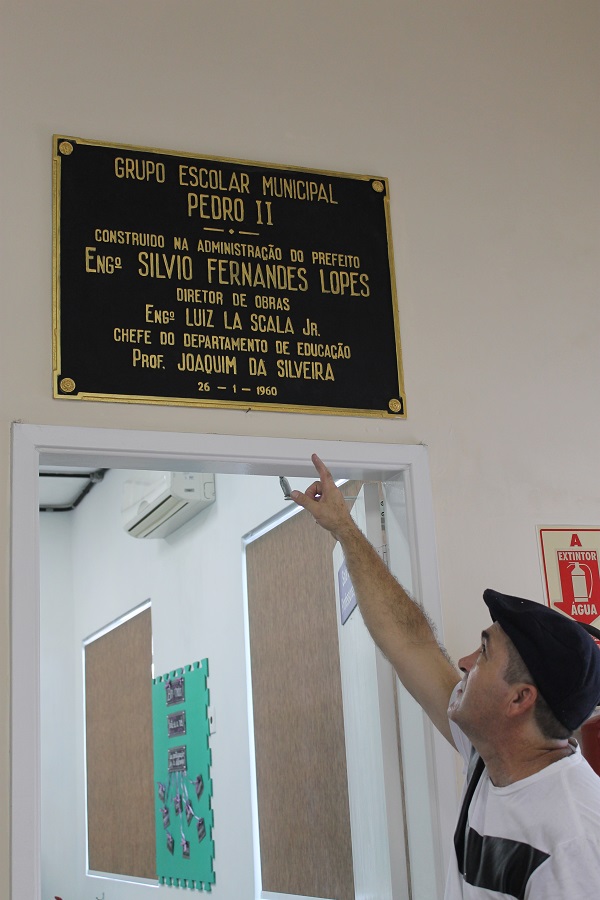 GRUPO ESCOLAR MUNICIPAL
PEDRO II
CONSTRUIDO NA ADMINISTRAÇÃO DO PREFEITO
ENGº SILVIO FERNANDES LOPES
DIRETOR DE OBRAS
ENGº LUIZ LA SCALA JR.
CHEFE DO DEPARTAMENTO DE EDUCAÇÃO
PROF. JOAQUIM DA SILVEIRA
26 — 1 — 1960
A
EXTINTOR
ÁGUA